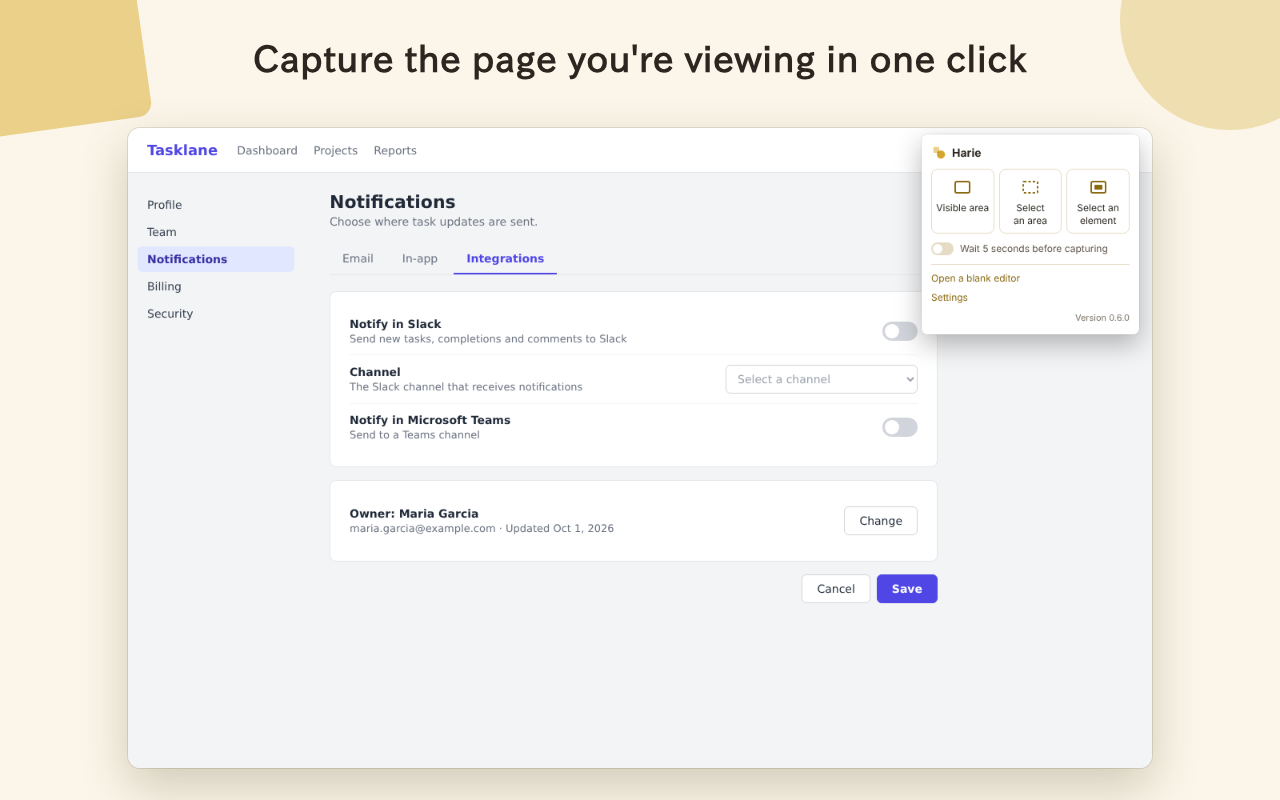 Capture the page you're viewing in one click
Tasklane
Dashboard
Projects
Reports
Profile
Team
Notifications
Billing
Security
Notifications
Choose where task updates are sent.
Email
In-app
Integrations
Notify in Slack
Send new tasks, completions and comments to Slack
Channel
The Slack channel that receives notifications
Select a channel
Notify in Microsoft Teams
Send to a Teams channel
Owner: Maria Garcia
maria.garcia@example.com · Updated Oct 1, 2026
Change
Cancel
Save
Harie
Visible area
Select
an area
Select an
element
Wait 5 seconds before capturing
Open a blank editor
Settings
Version 0.6.0